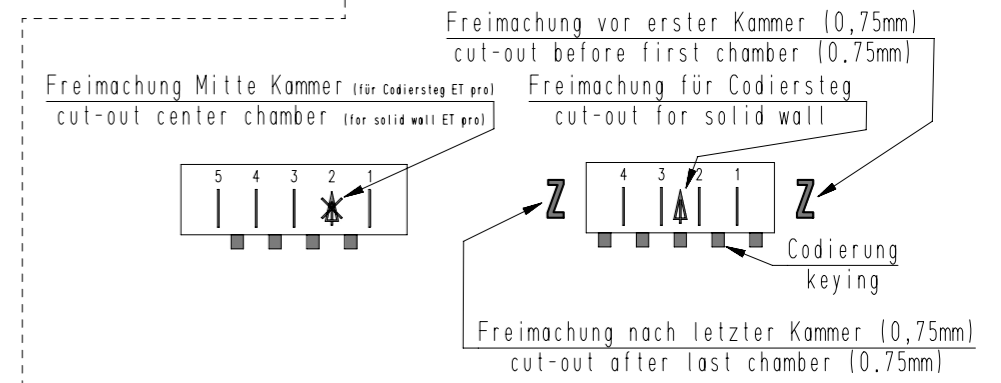 Freimachung vor erster Kammer (0,75mm)
cut-out before first chamber (0.75mm)
Freimachung Mitte Kammer (für Codiersteg ET pro)
cut-out center chamber (for solid wall ET pro)
Freimachung für Codiersteg
cut-out for solid wall
5 4 3 2 1
Z 4 3 2 1 Z
Codierung
keying
Freimachung nach letzter Kammer (0,75mm)
cut-out after last chamber (0.75mm)